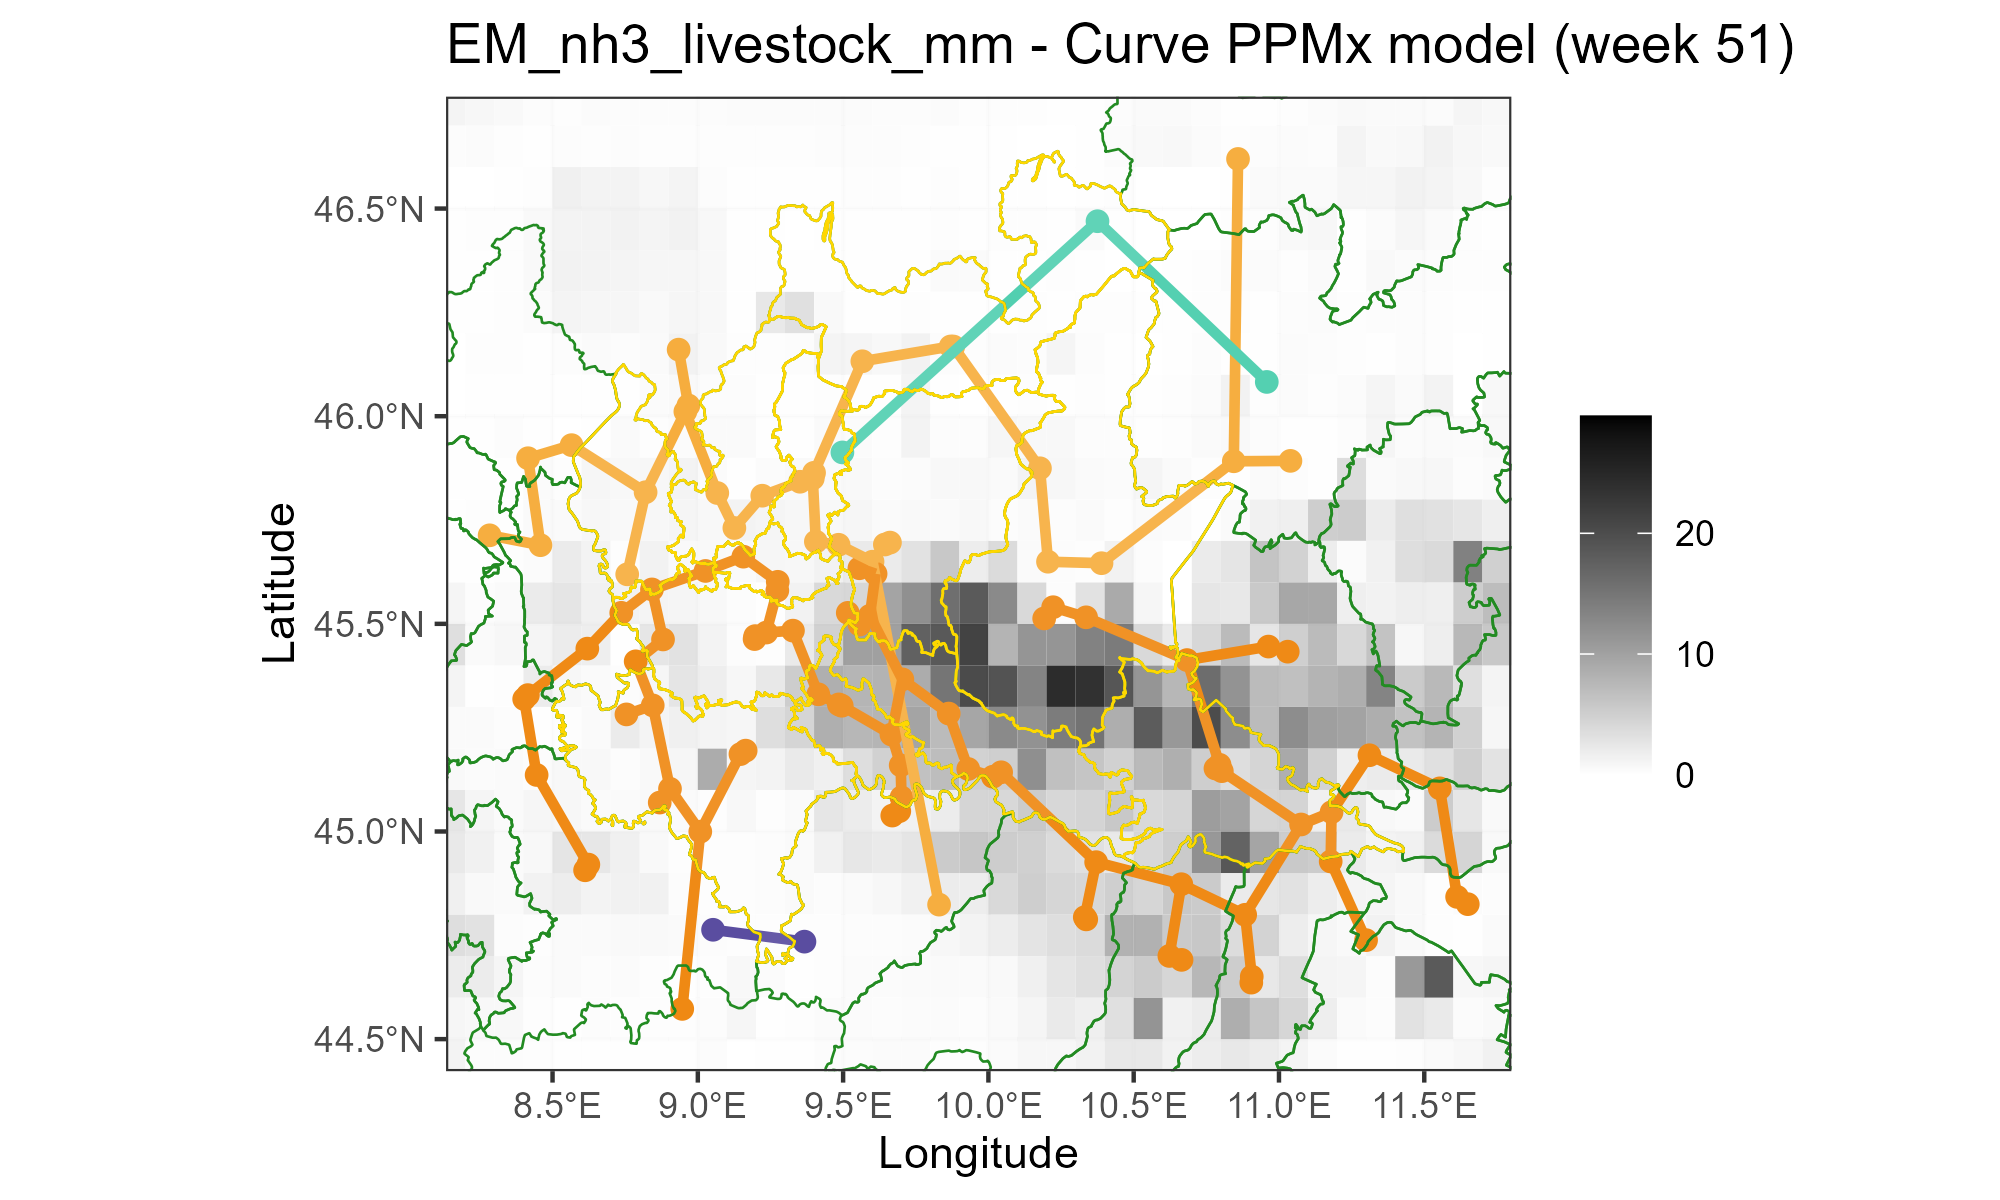 EM_nh3_livestock_mm - Curve PPMx model (week 51)
Latitude
46.5°N
46.0°N
45.5°N
45.0°N
44.5°N
8.5°E
9.0°E
9.5°E
10.0°E
10.5°E
11.0°E
11.5°E
Longitude
20
10
0